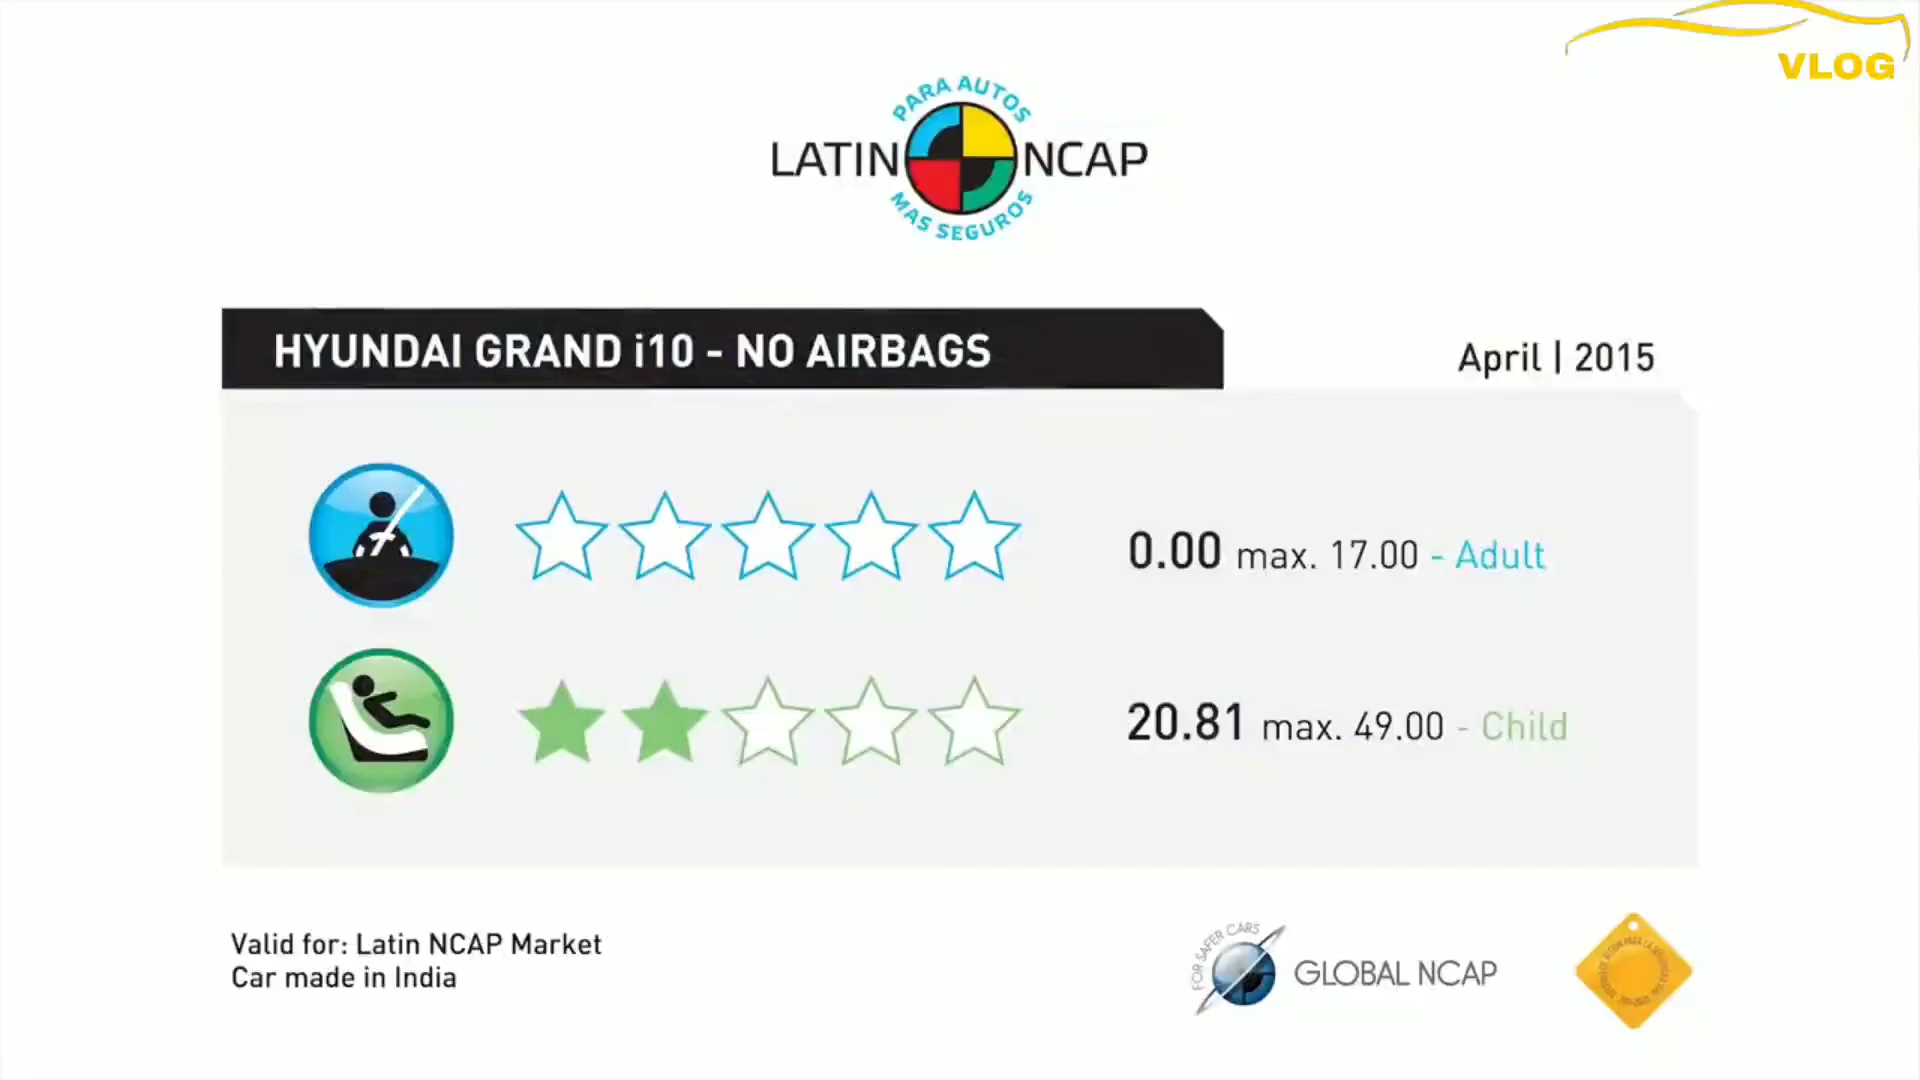 VLOG
PARA AUTOS
LATIN NCAP
MAS SEGUROS
HYUNDAI GRAND i10 - NO AIRBAGS
April | 2015
0.00 max. 17.00 - Adult
20.81 max. 49.00 - Child
Valid for: Latin NCAP Market
Car made in India
FOR SAFER CARS
GLOBAL NCAP